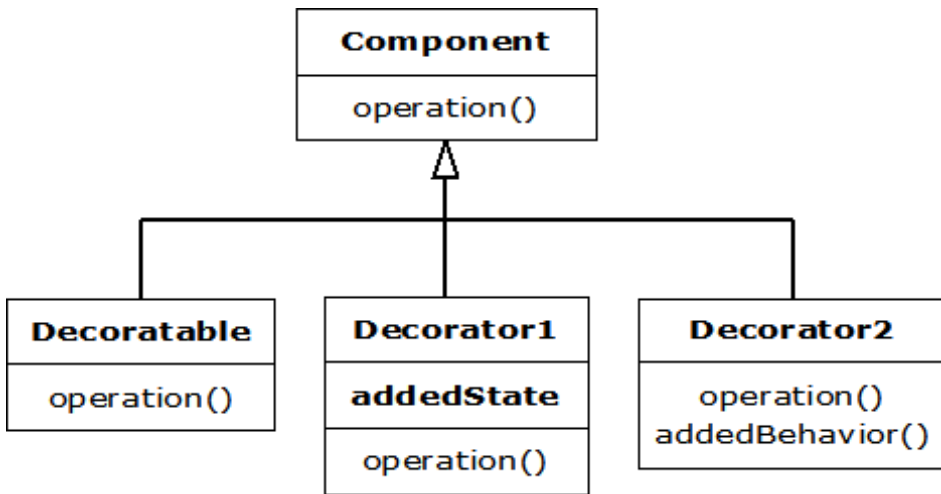 Component
operation()
Decoratable
operation()
Decorator1
addedState
operation()
Decorator2
operation()
addedBehavior()